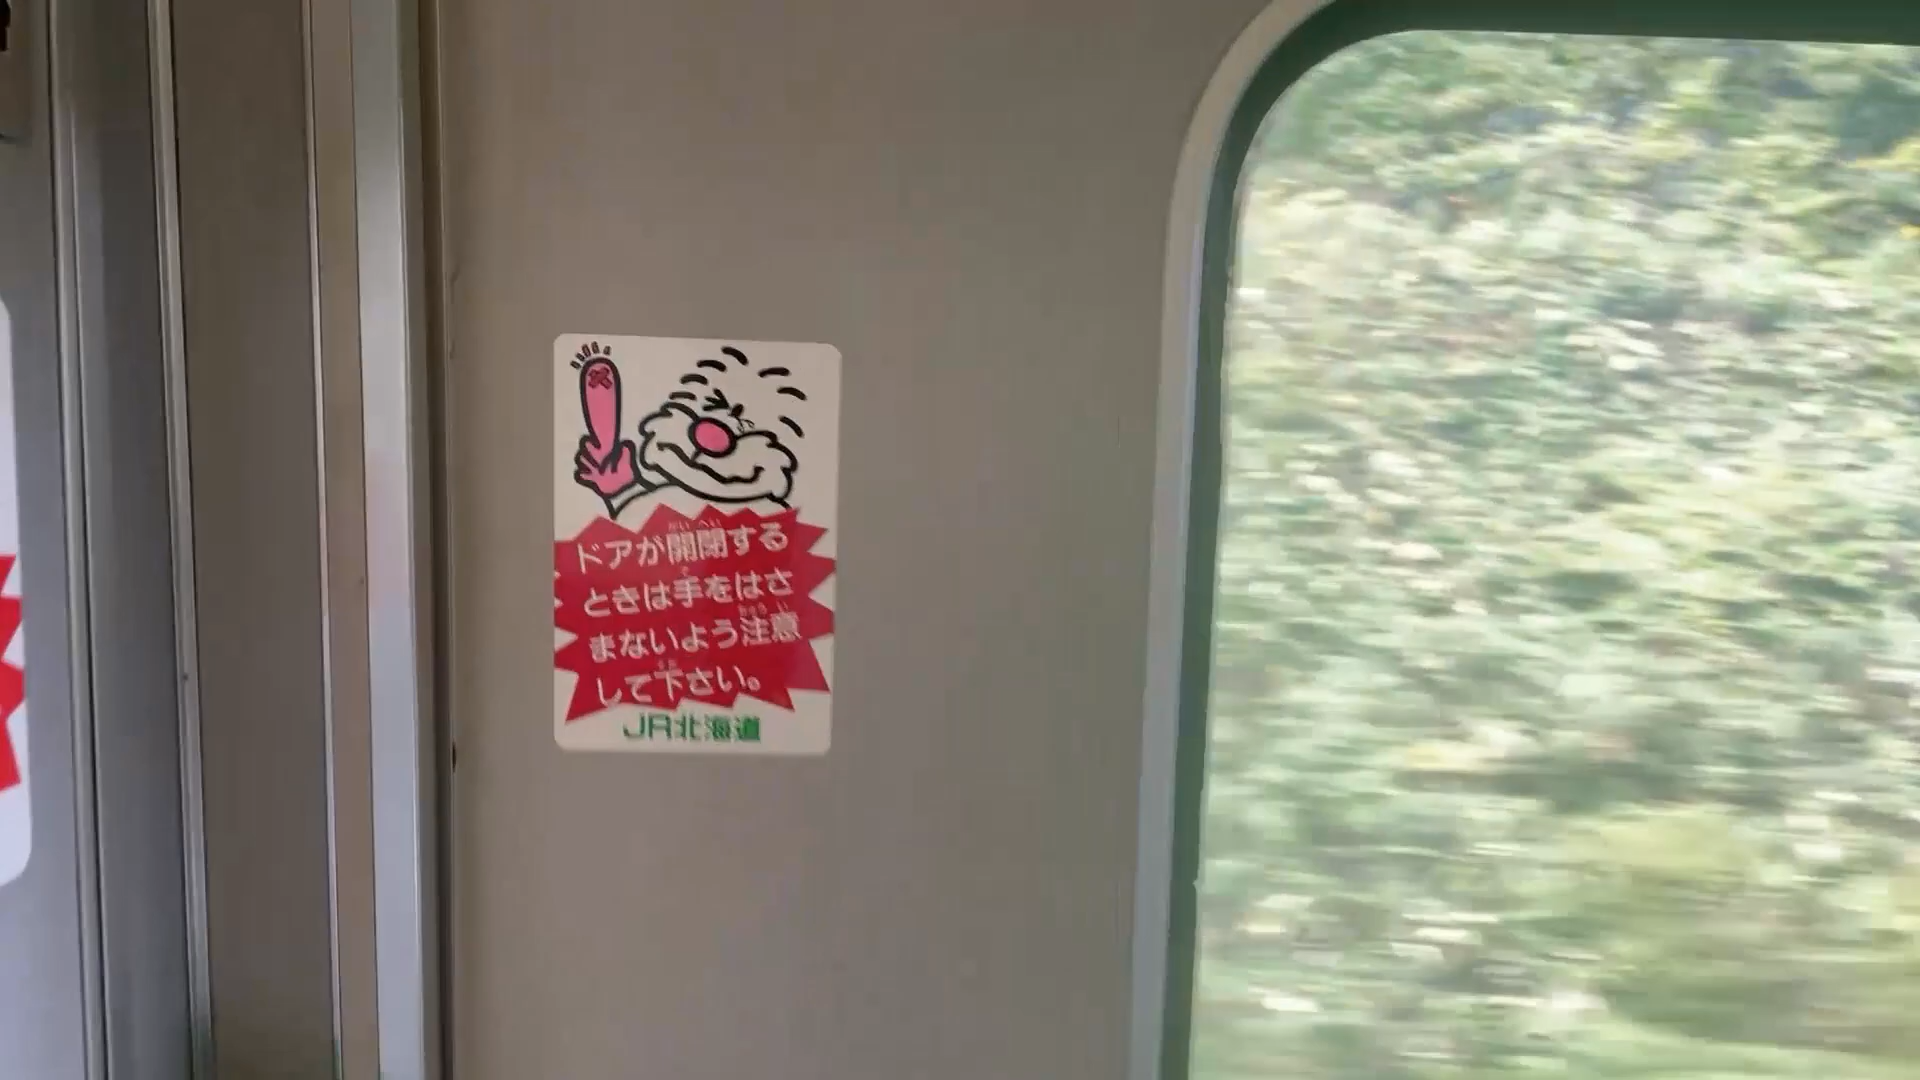 ドアが開閉する
ときは手をはさ
まないよう注意
して下さい。
JR北海道